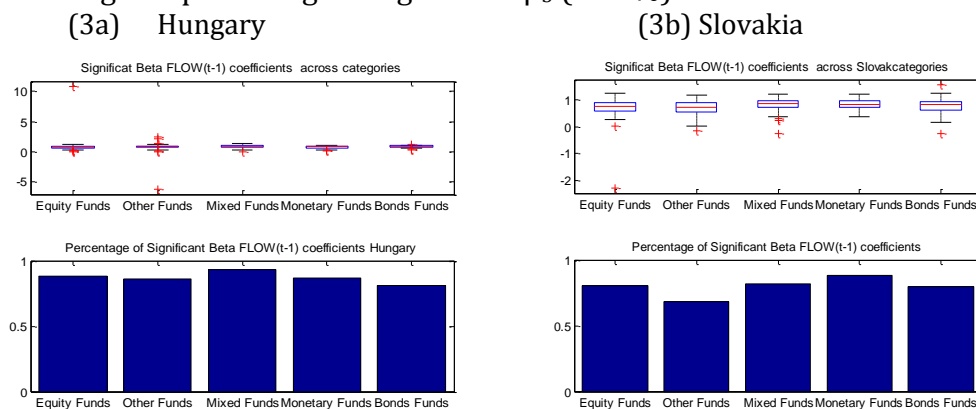 (3a) Hungary
(3b) Slovakia
Significat Beta FLOW(t-1) coefficients across categories
10
5
0
-5
Equity Funds Other Funds Mixed Funds Monetary Funds Bonds Funds
Significat Beta FLOW(t-1) coefficients across Slovakcategories
1
0
-1
-2
Equity Funds Other Funds Mixed Funds Monetary Funds Bonds Funds
Percentage of Significant Beta FLOW(t-1) coefficients Hungary
1
0.5
0
Equity Funds Other Funds Mixed Funds Monetary Funds Bonds Funds
Percentage of Significant Beta FLOW(t-1) coefficients
1
0.5
0
Equity Funds Other Funds Mixed Funds Monetary Funds Bonds Funds